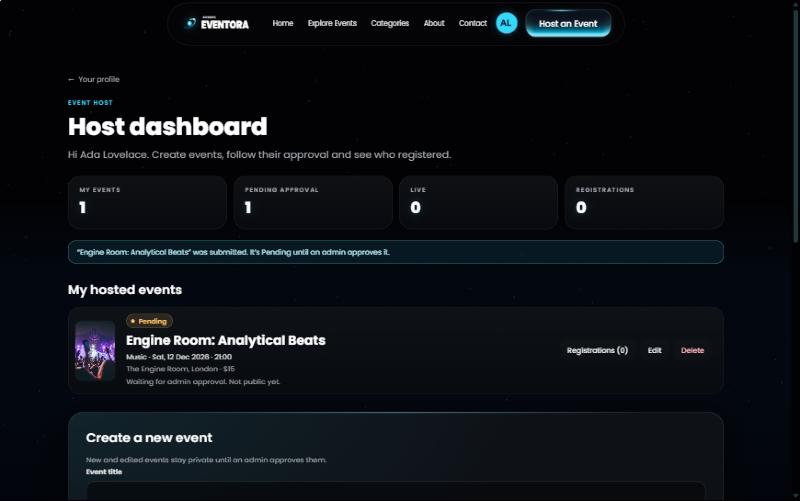 EVENTORA
Home Explore Events Categories About Contact AL Host an Event
← Your profile
EVENT HOST
Host dashboard
Hi Ada Lovelace. Create events, follow their approval and see who registered.
MY EVENTS PENDING APPROVAL LIVE REGISTRATIONS
1 1 0 0
"Engine Room: Analytical Beats" was submitted. It's Pending until an admin approves it.
My hosted events
Pending
Engine Room: Analytical Beats
Music · Sat, 12 Dec 2026 · 21:00
The Engine Room, London · $15
Waiting for admin approval. Not public yet.
Registrations (0) Edit Delete
Create a new event
New and edited events stay private until an admin approves them.
Event title